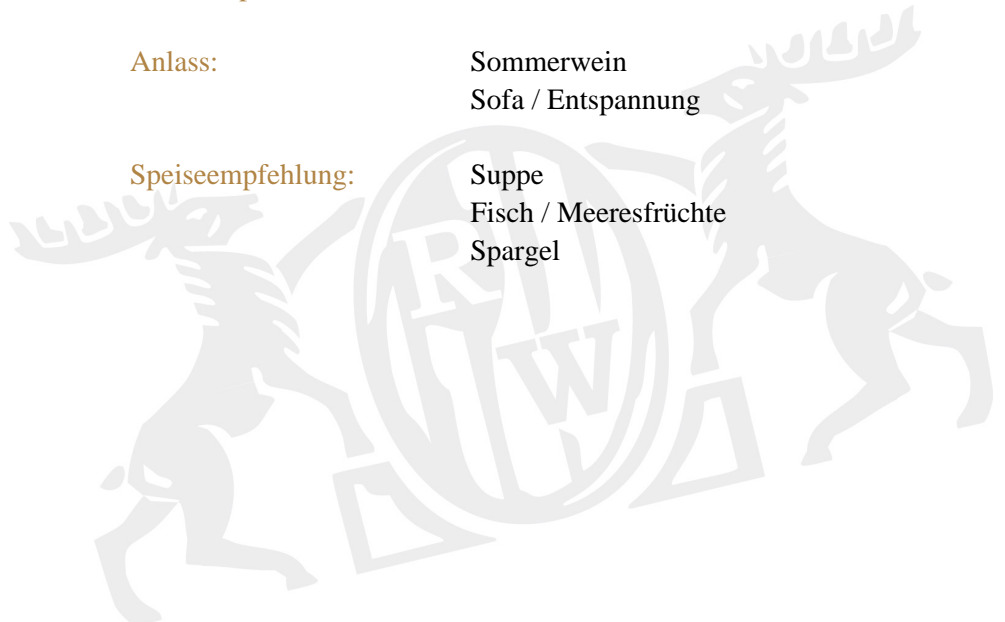 Anlass: Sommerwein
Sofa / Entspannung
Speiseempfehlung: Suppe
Fisch / Meeresfrüchte
Spargel
R
W